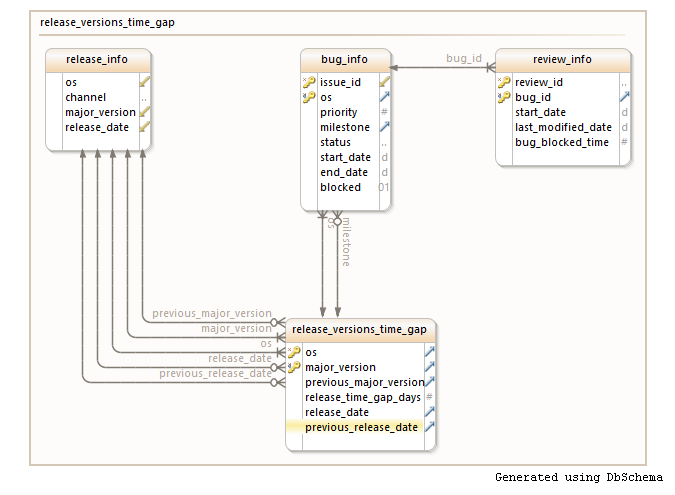 release_versions_time_gap
release_info
os
channel
major_version
release_date
bug_info
issue_id
os
priority
milestone
status
start_date
end_date
blocked
#
d
d
01
bug_id
review_info
review_id
bug_id
start_date
last_modified_date
bug_blocked_time
d
d
#
os
milestone
previous_major_version
major_version
os
release_date
previous_release_date
release_versions_time_gap
os
major_version
previous_major_version
release_time_gap_days #
release_date
previous_release_date
Generated using DbSchema